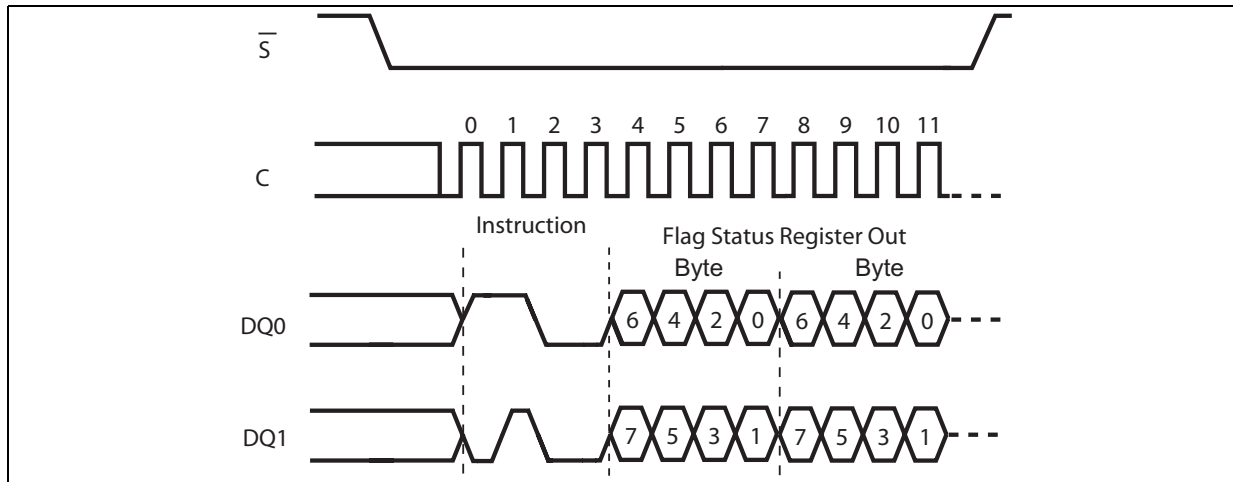 S
0 1 2 3 4 5 6 7 8 9 10 11
C
Instruction
Flag Status Register Out
Byte Byte
DQ0 6 4 2 0 6 4 2 0
DQ1 7 5 3 1 7 5 3 1